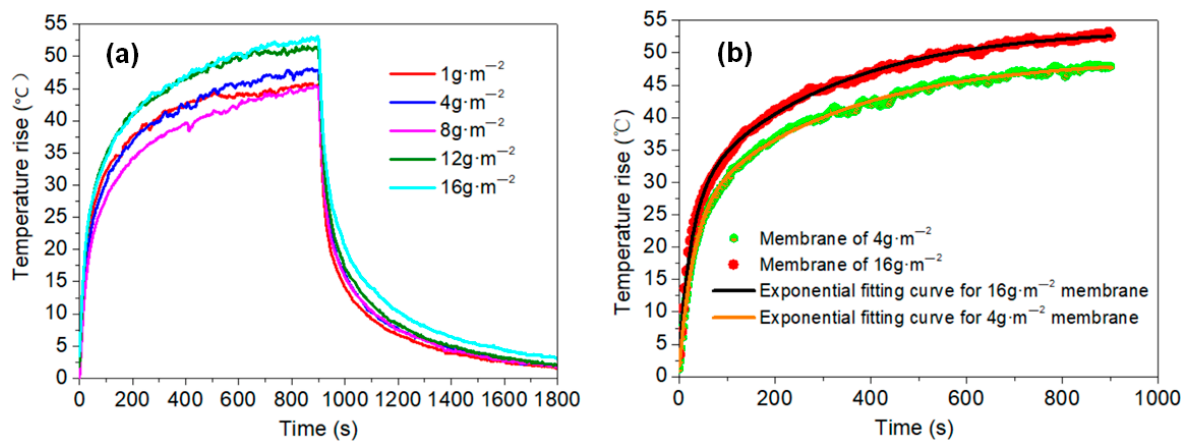 (a)
Temperature rise (℃)
55
50
45
40
35
30
25
20
15
10
5
0
1g·m⁻²
4g·m⁻²
8g·m⁻²
12g·m⁻²
16g·m⁻²
0 200 400 600 800 1000 1200 1400 1600 1800
Time (s)
(b)
Temperature rise (℃)
55
50
45
40
35
30
25
20
15
10
5
0
Membrane of 4g·m⁻²
Membrane of 16g·m⁻²
Exponential fitting curve for 16g·m⁻² membrane
Exponential fitting curve for 4g·m⁻² membrane
0 200 400 600 800 1000
Time (s)